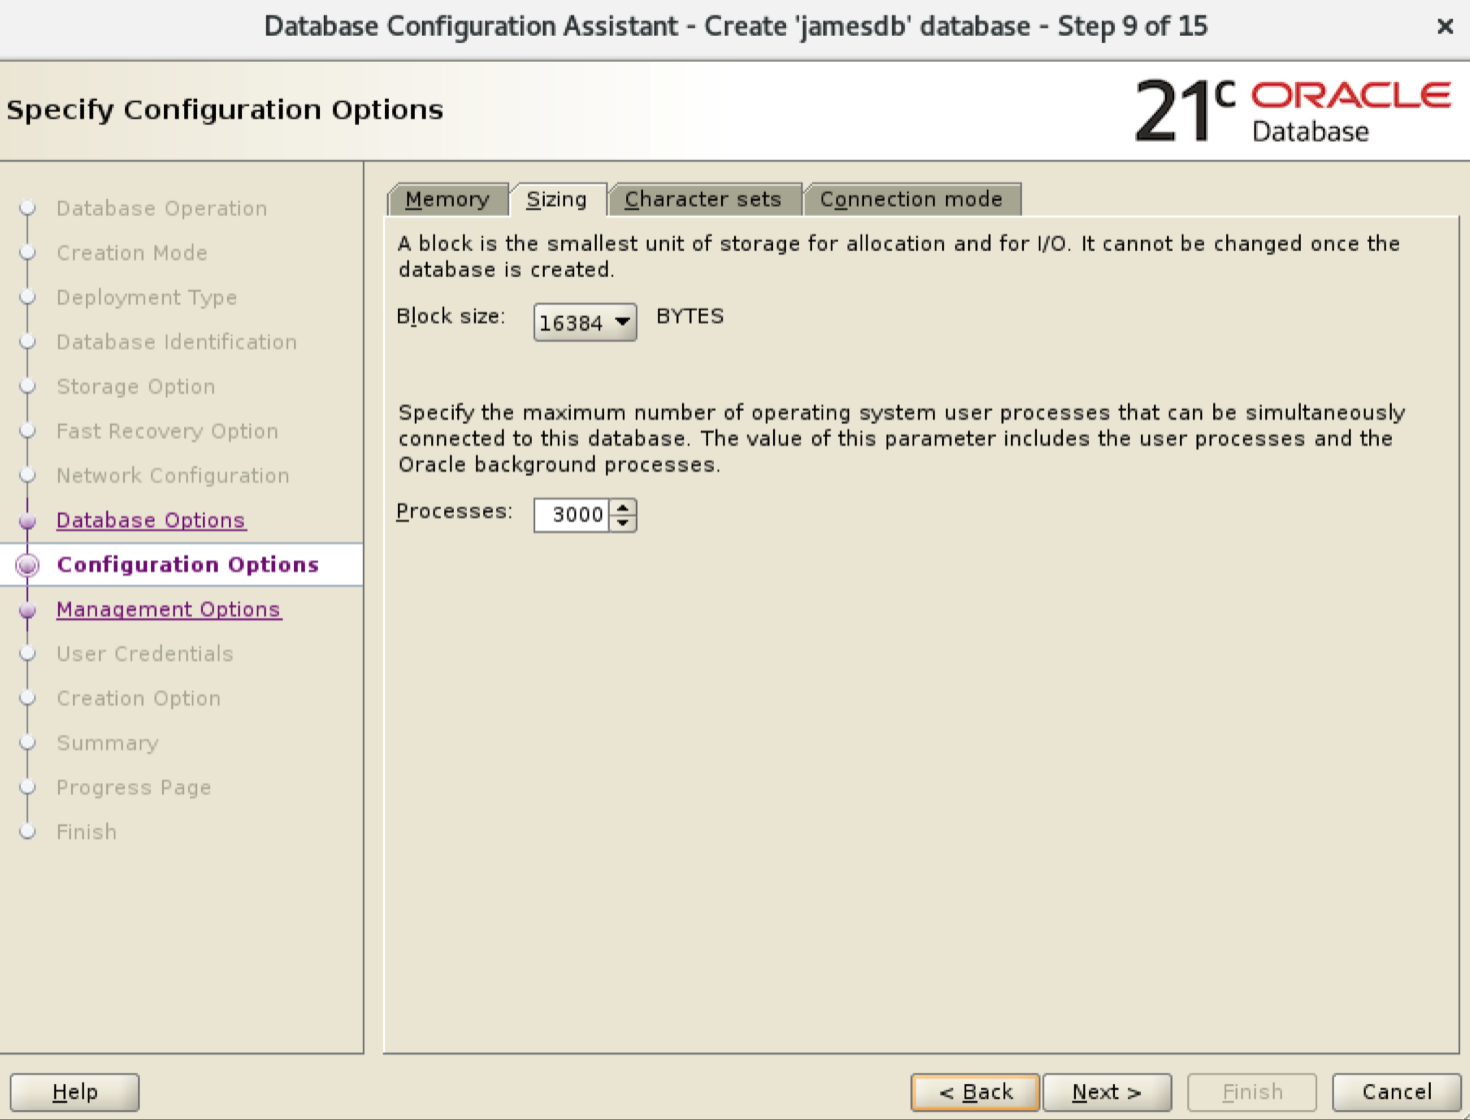 Database Configuration Assistant - Create 'jamesdb' database - Step 9 of 15
×
Specify Configuration Options
21c ORACLE
Database
Database Operation
Creation Mode
Deployment Type
Database Identification
Storage Option
Fast Recovery Option
Network Configuration
Database Options
Configuration Options
Management Options
User Credentials
Creation Option
Summary
Progress Page
Finish
Memory
Sizing
Character sets
Connection mode
A block is the smallest unit of storage for allocation and for I/O. It cannot be changed once the
database is created.
Block size: 16384 BYTES
Specify the maximum number of operating system user processes that can be simultaneously
connected to this database. The value of this parameter includes the user processes and the
Oracle background processes.
Processes: 3000
Help
< Back
Next >
Finish
Cancel